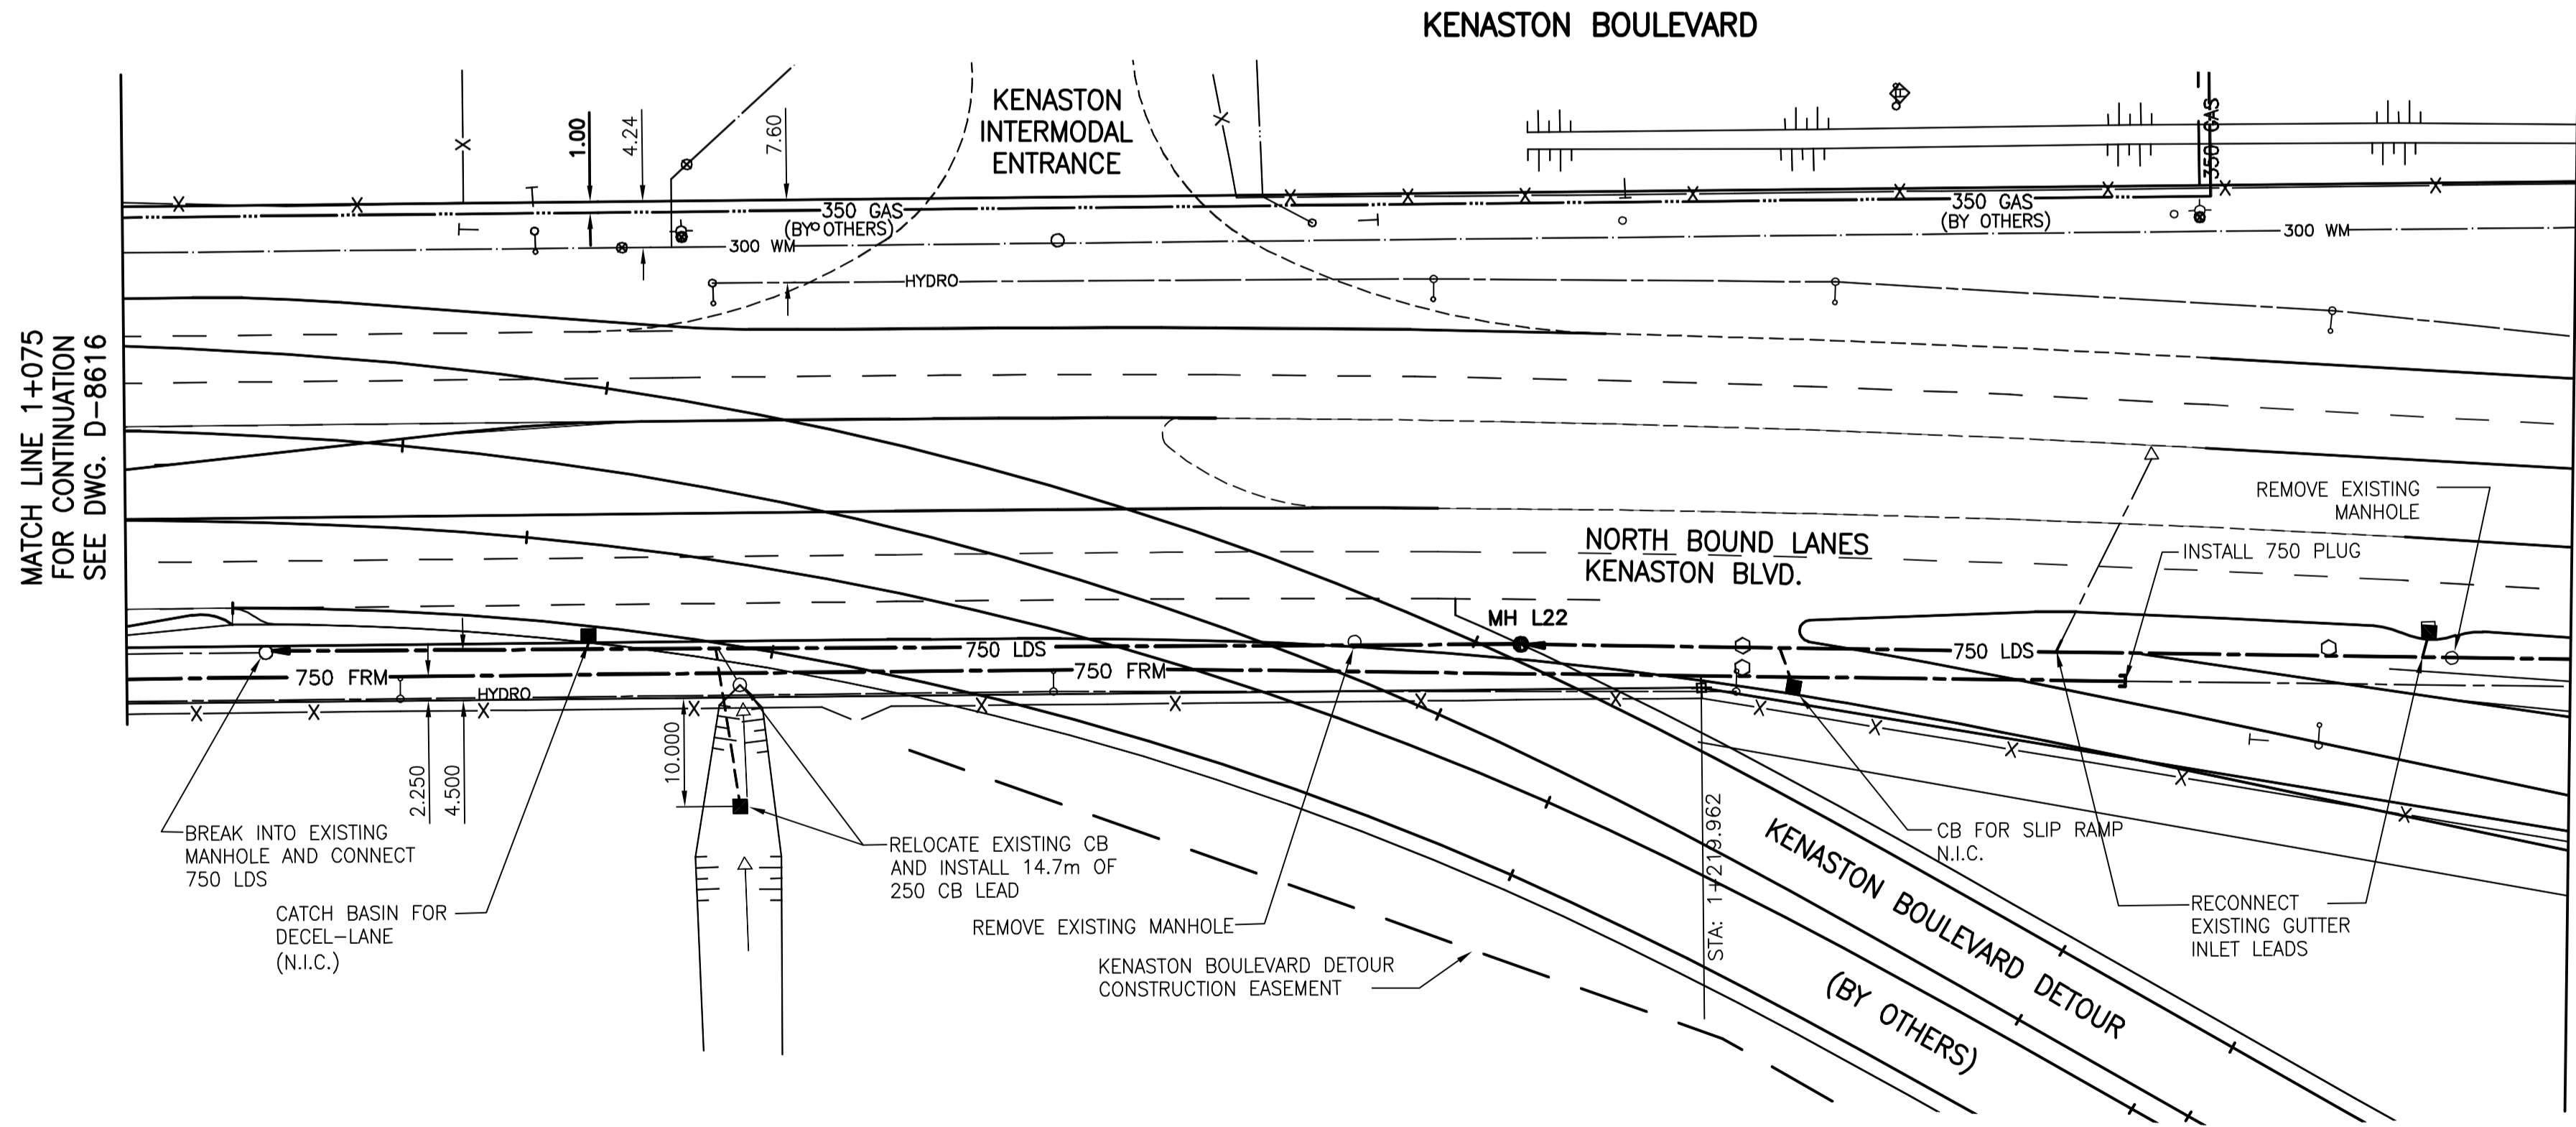 KENASTON BOULEVARD
MATCH LINE 1+075
FOR CONTINUATION
SEE DWG. D-8616
1.00
4.24
7.60
KENASTON
INTERMODAL
ENTRANCE
350 GAS
350 GAS
(BY OTHERS)
350 GAS
(BY OTHERS)
300 WM
300 WM
HYDRO
NORTH BOUND LANES
KENASTON BLVD.
REMOVE EXISTING
MANHOLE
INSTALL 750 PLUG
MH L22
750 LDS
750 LDS
750 FRM
750 FRM
HYDRO
2.250
4.500
10.000
BREAK INTO EXISTING
MANHOLE AND CONNECT
750 LDS
CATCH BASIN FOR
DECEL-LANE
(N.I.C.)
RELOCATE EXISTING CB
AND INSTALL 14.7m OF
250 CB LEAD
REMOVE EXISTING MANHOLE
KENASTON BOULEVARD DETOUR
CONSTRUCTION EASEMENT
STA: 1+219.962
CB FOR SLIP RAMP
N.I.C.
KENASTON BOULEVARD DETOUR
(BY OTHERS)
RECONNECT
EXISTING GUTTER
INLET LEADS